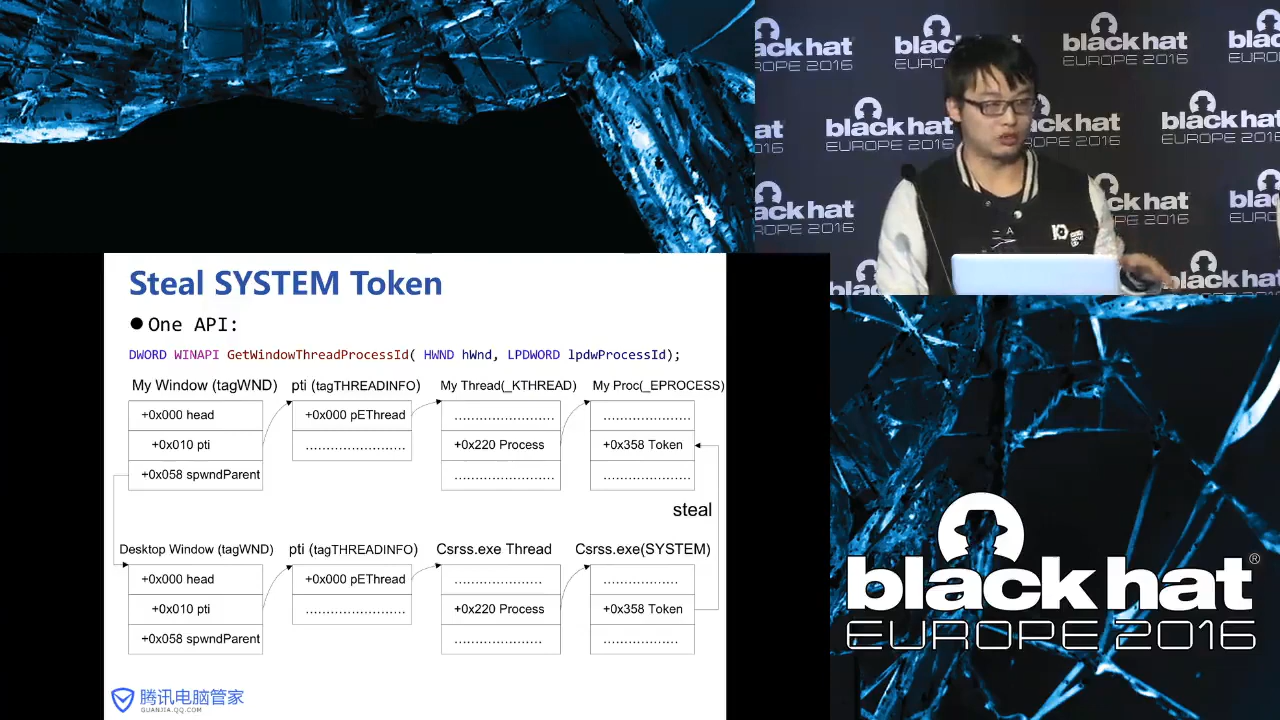 black hat
EUROPE 2016
Steal SYSTEM Token
● One API:
DWORD WINAPI GetWindowThreadProcessId( HWND hWnd, LPDWORD lpdwProcessId);
My Window (tagWND)
+0x000 head
+0x010 pti
+0x058 spwndParent
pti (tagTHREADINFO)
+0x000 pEThread
........................
My Thread(_KTHREAD)
........................
+0x220 Process
........................
My Proc(_EPROCESS)
.....................
+0x358 Token
.....................
steal
Desktop Window (tagWND)
+0x000 head
+0x010 pti
+0x058 spwndParent
pti (tagTHREADINFO)
+0x000 pEThread
........................
Csrss.exe Thread
.....................
+0x220 Process
.....................
Csrss.exe(SYSTEM)
..................
+0x358 Token
..................
腾讯电脑管家
GUANJIA.QQ.COM
black hat®
EUROPE 2016